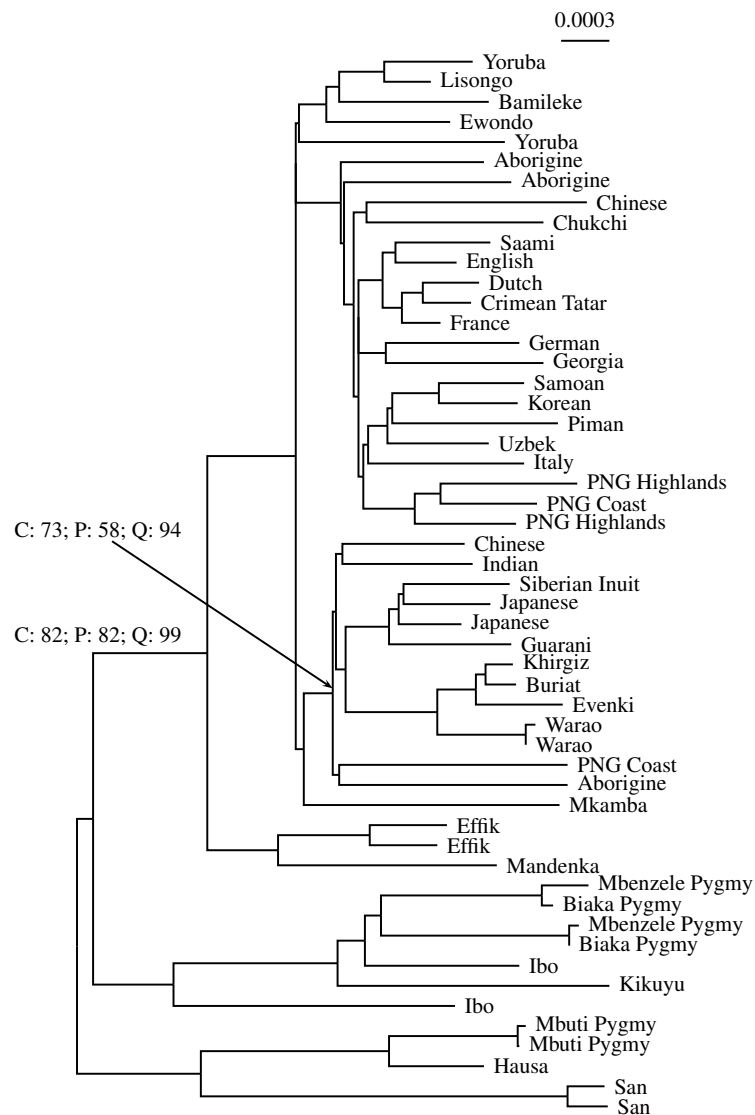 0.0003
Yoruba
Lisongo
Bamileke
Ewondo
Yoruba
Aborigine
Aborigine
Chinese
Chukchi
Saami
English
Dutch
Crimean Tatar
France
German
Georgia
Samoan
Korean
Piman
Uzbek
Italy
PNG Highlands
PNG Coast
PNG Highlands
C: 73; P: 58; Q: 94
Chinese
Indian
Siberian Inuit
Japanese
Japanese
C: 82; P: 82; Q: 99
Guarani
Khirgiz
Buriat
Evenki
Warao
Warao
PNG Coast
Aborigine
Mkamba
Effik
Effik
Mandenka
Mbenzele Pygmy
Biaka Pygmy
Mbenzele Pygmy
Biaka Pygmy
Ibo
Kikuyu
Ibo
Mbuti Pygmy
Mbuti Pygmy
Hausa
San
San